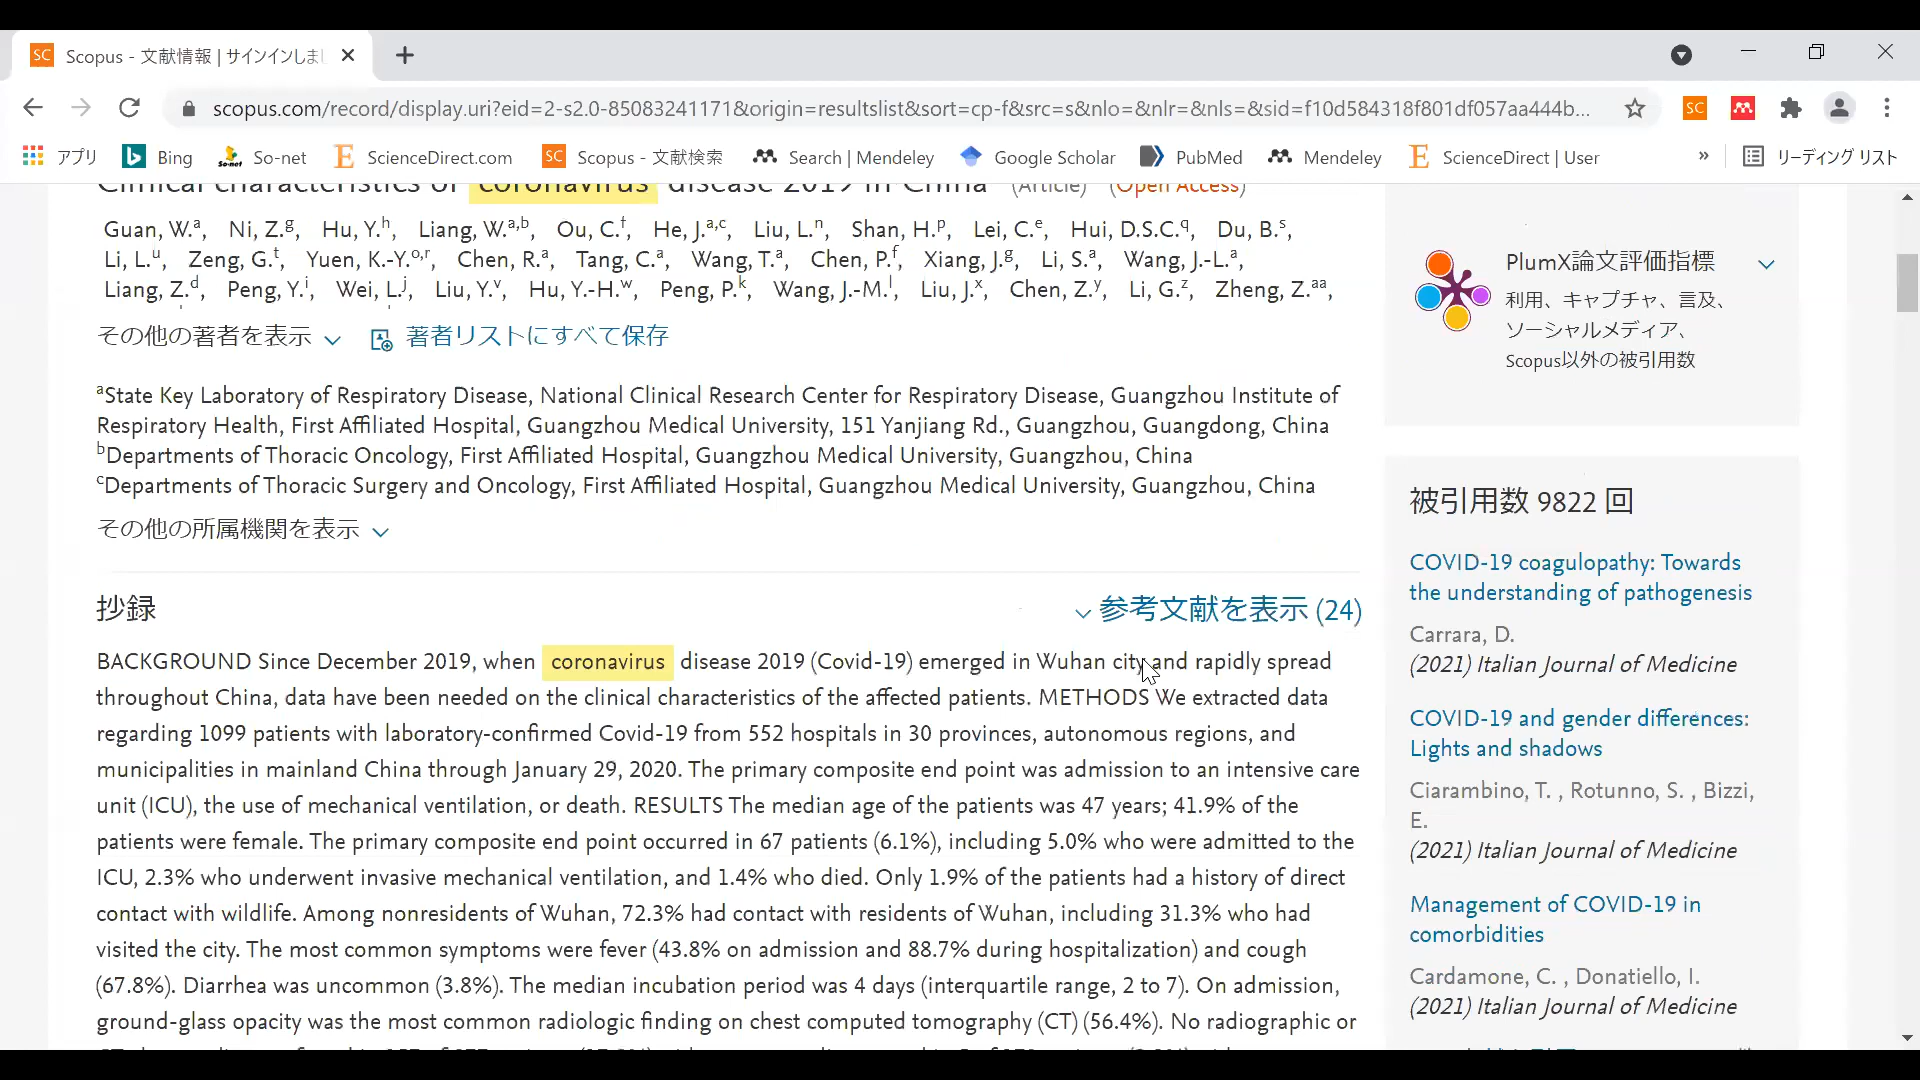 SC Scopus - 文献情報 | サインインしま
scopus.com/record/display.uri?eid=2-s2.0-85083241171&origin=resultslist&sort=cp-f&src=s&nlo=&nlr=&nls=&sid=f10d584318f801df057aa444b...
SC
アプリ Bing So-net ScienceDirect.com SC Scopus - 文献検索 Search | Mendeley Google Scholar PubMed Mendeley ScienceDirect | User » リーディング リスト
Clinical characteristics of coronavirus disease 2019 in China (Article) (Open Access)
Guan, W.a, Ni, Z.g, Hu, Y.h, Liang, W.a,b, Ou, C.f, He, J.a,c, Liu, L.n, Shan, H.p, Lei, C.e, Hui, D.S.C.q, Du, B.s,
Li, L.u, Zeng, G.t, Yuen, K.-Y.o,r, Chen, R.a, Tang, C.a, Wang, T.a, Chen, P.f, Xiang, J.g, Li, S.a, Wang, J.-L.a,
Liang, Z.d, Peng, Y.i, Wei, L.j, Liu, Y.v, Hu, Y.-H.w, Peng, P.k, Wang, J.-M.l, Liu, J.x, Chen, Z.y, Li, G.z, Zheng, Z.aa,
その他の著者を表示 著者リストにすべて保存
aState Key Laboratory of Respiratory Disease, National Clinical Research Center for Respiratory Disease, Guangzhou Institute of
Respiratory Health, First Affiliated Hospital, Guangzhou Medical University, 151 Yanjiang Rd., Guangzhou, Guangdong, China
bDepartments of Thoracic Oncology, First Affiliated Hospital, Guangzhou Medical University, Guangzhou, China
cDepartments of Thoracic Surgery and Oncology, First Affiliated Hospital, Guangzhou Medical University, Guangzhou, China
その他の所属機関を表示
抄録 参考文献を表示 (24)
BACKGROUND Since December 2019, when coronavirus disease 2019 (Covid-19) emerged in Wuhan city and rapidly spread
throughout China, data have been needed on the clinical characteristics of the affected patients. METHODS We extracted data
regarding 1099 patients with laboratory-confirmed Covid-19 from 552 hospitals in 30 provinces, autonomous regions, and
municipalities in mainland China through January 29, 2020. The primary composite end point was admission to an intensive care
unit (ICU), the use of mechanical ventilation, or death. RESULTS The median age of the patients was 47 years; 41.9% of the
patients were female. The primary composite end point occurred in 67 patients (6.1%), including 5.0% who were admitted to the
ICU, 2.3% who underwent invasive mechanical ventilation, and 1.4% who died. Only 1.9% of the patients had a history of direct
contact with wildlife. Among nonresidents of Wuhan, 72.3% had contact with residents of Wuhan, including 31.3% who had
visited the city. The most common symptoms were fever (43.8% on admission and 88.7% during hospitalization) and cough
(67.8%). Diarrhea was uncommon (3.8%). The median incubation period was 4 days (interquartile range, 2 to 7). On admission,
ground-glass opacity was the most common radiologic finding on chest computed tomography (CT) (56.4%). No radiographic or
PlumX論文評価指標
利用、キャプチャ、言及、
ソーシャルメディア、
Scopus以外の被引用数
被引用数 9822 回
COVID-19 coagulopathy: Towards
the understanding of pathogenesis
Carrara, D.
(2021) Italian Journal of Medicine
COVID-19 and gender differences:
Lights and shadows
Ciarambino, T. , Rotunno, S. , Bizzi,
E.
(2021) Italian Journal of Medicine
Management of COVID-19 in
comorbidities
Cardamone, C. , Donatiello, I.
(2021) Italian Journal of Medicine